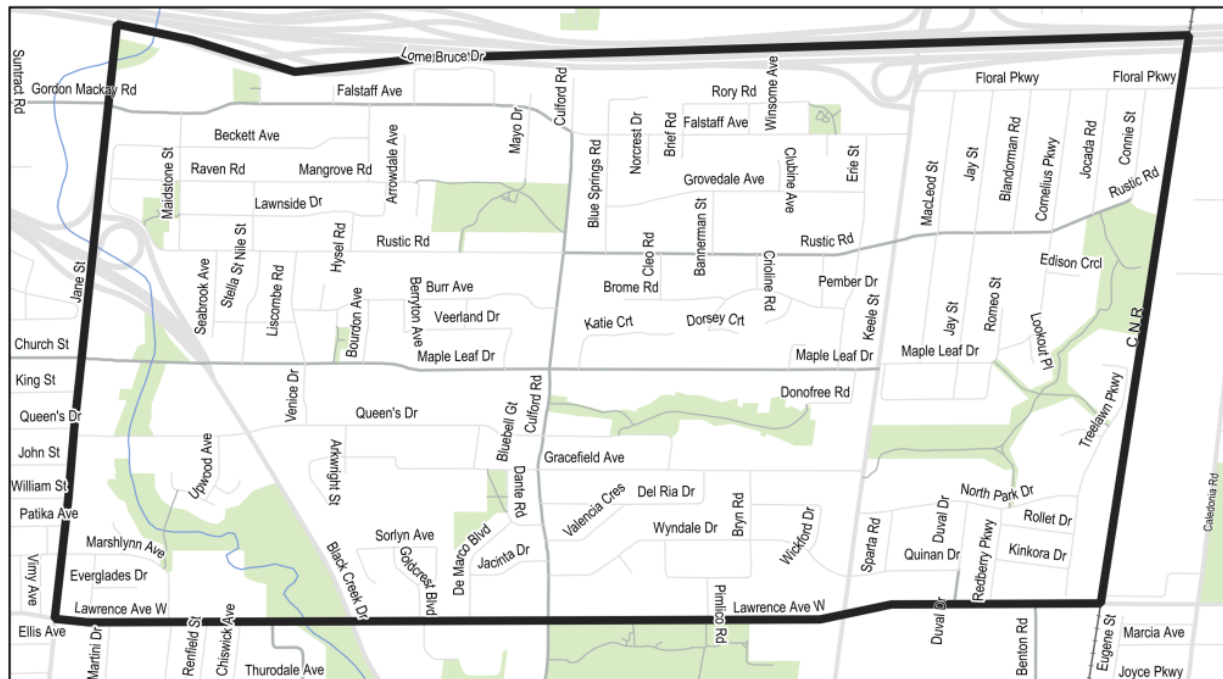 Lorne Bruce Dr
Suntract Rd
Gordon Mackay Rd
Falstaff Ave
Culford Rd
Rory Rd
Winsome Ave
Floral Pkwy
Floral Pkwy
Beckett Ave
Mayo Dr
Norcrest Dr
Brief Rd
Falstaff Ave
Maidstone St
Raven Rd
Mangrove Rd
Arrowdale Ave
Blue Springs Rd
Grovedale Ave
Clubine Ave
Erie St
MacLeod St
Jay St
Blandorman Rd
Cornelius Pkwy
Jocada Rd
Connie St
Rustic Rd
Lawnside Dr
Nile St
Hysel Rd
Rustic Rd
Cleo Rd
Bannerman St
Rustic Rd
Jane St
Seabrook Ave
Stella St
Liscombe Rd
Bourdon Ave
Berryton Ave
Burr Ave
Veerland Dr
Brome Rd
Crioline Rd
Pember Dr
Edison Crcl
Katie Crt
Dorsey Crt
Keele St
Jay St
Romeo St
Lookout Pl
C N R
Church St
Maple Leaf Dr
Maple Leaf Dr
Maple Leaf Dr
King St
Venice Dr
Culford Rd
Donofree Rd
Queen's Dr
Queen's Dr
Bluebell Gt
Treelawn Pkwy
John St
Upwood Ave
Arkwright St
Gracefield Ave
William St
Dante Rd
Valencia Cres
Del Ria Dr
North Park Dr
Caledonia Rd
Patika Ave
Sorlyn Ave
Wyndale Dr
Bryn Rd
Wickford Dr
Sparta Rd
Duval Dr
Rollet Dr
Marshlynn Ave
Vimy Ave
Everglades Dr
Black Creek Dr
Goldcrest Blvd
De Marco Blvd
Jacinta Dr
Quinan Dr
Redberry Pkwy
Kinkora Dr
Lawrence Ave W
Pimlico Rd
Lawrence Ave W
Ellis Ave
Martini Dr
Renfield St
Chiswick Ave
Thurodale Ave
Duval Dr
Benton Rd
Eugene St
Marcia Ave
Joyce Pkwy